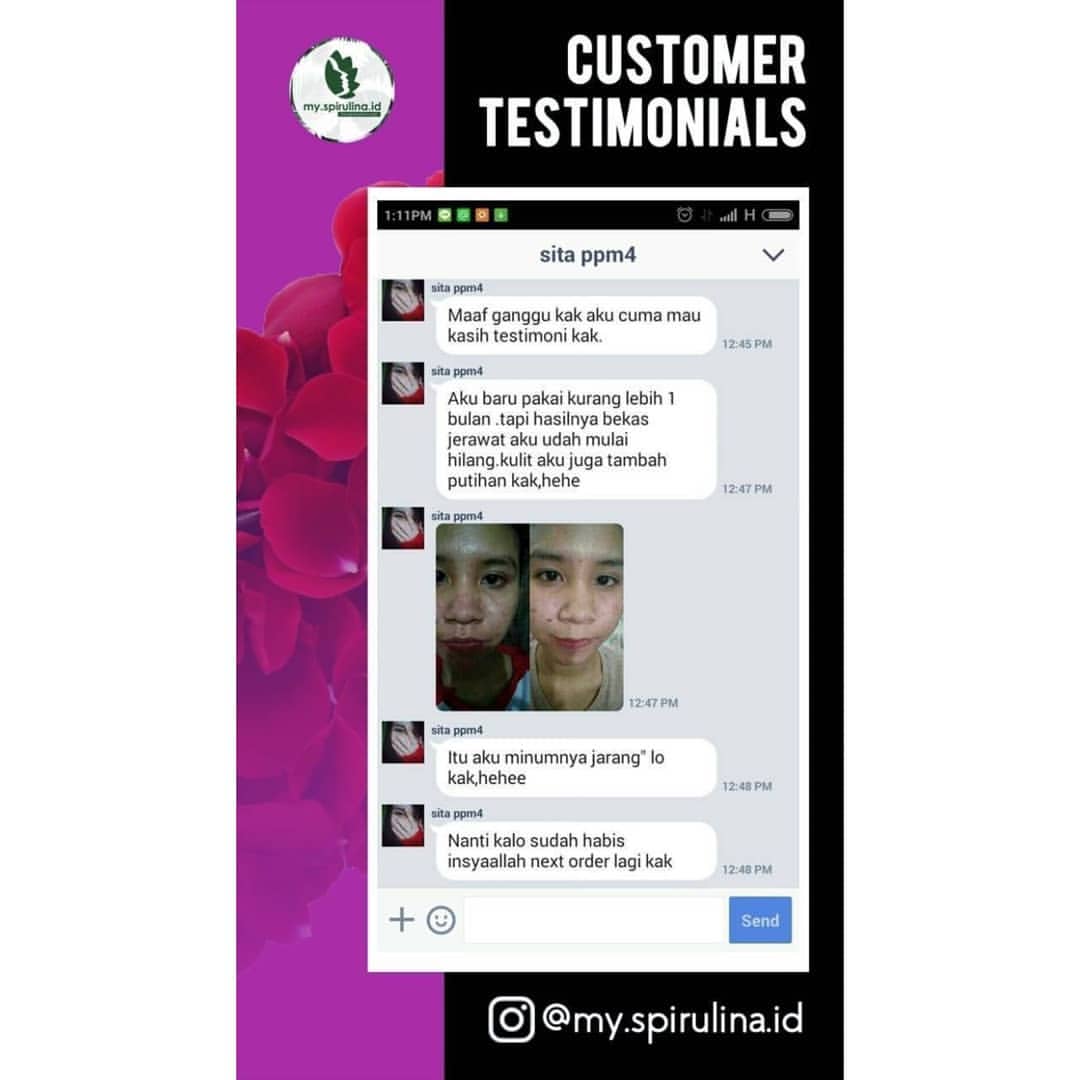 my.spirulina.id
CUSTOMER
TESTIMONIALS
1:11PM
H
sita ppm4
sita ppm4
Maaf ganggu kak aku cuma mau
kasih testimoni kak.
12:45 PM
sita ppm4
Aku baru pakai kurang lebih 1
bulan .tapi hasilnya bekas
jerawat aku udah mulai
hilang.kulit aku juga tambah
putihan kak,hehe
12:47 PM
sita ppm4
12:47 PM
sita ppm4
Itu aku minumnya jarang" lo
kak,hehee
12:48 PM
sita ppm4
Nanti kalo sudah habis
insyaallah next order lagi kak
12:48 PM
Send
@my.spirulina.id